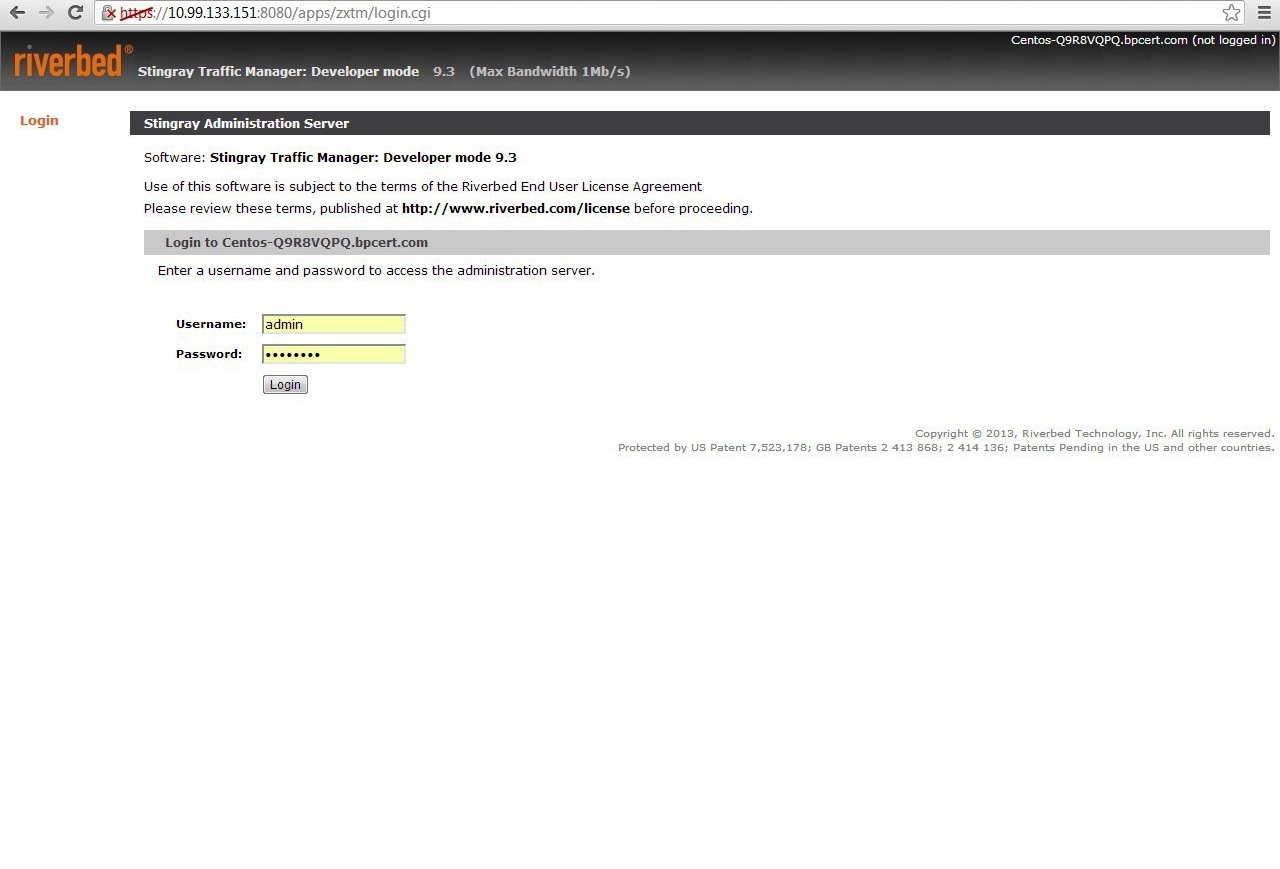 https://10.99.133.151:8080/apps/zxtm/login.cgi
Centos-Q9R8VQPQ.bpcert.com (not logged in)
riverbed® Stingray Traffic Manager: Developer mode 9.3 (Max Bandwidth 1Mb/s)
Login
Stingray Administration Server
Software: Stingray Traffic Manager: Developer mode 9.3
Use of this software is subject to the terms of the Riverbed End User License Agreement
Please review these terms, published at http://www.riverbed.com/license before proceeding.
Login to Centos-Q9R8VQPQ.bpcert.com
Enter a username and password to access the administration server.
Username: admin
Password: ••••••••
Login
Copyright © 2013, Riverbed Technology, Inc. All rights reserved.
Protected by US Patent 7,523,178; GB Patents 2 413 868; 2 414 136; Patents Pending in the US and other countries.